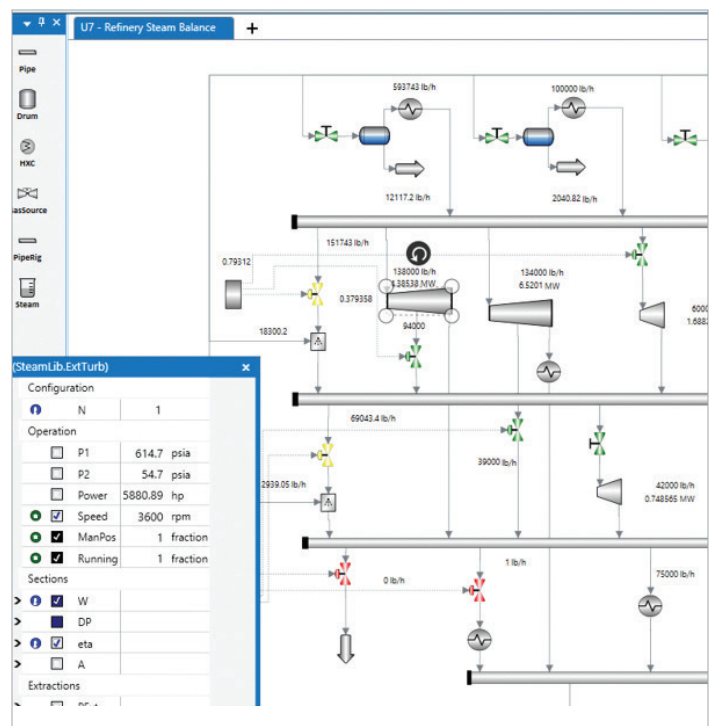 U7 - Refinery Steam Balance
Pipe
Drum
HXC
asSource
PipeRig
Steam
593743 lb/h
100000 lb/h
12117.2 lb/h
2040.82 lb/h
151743 lb/h
0.79312
138000 lb/h
.38538 MW
134000 lb/h
6.5201 MW
6000
1.6882
0.379358
94000
18300.2
69043.4 lb/h
39000 lb/h
2939.05 lb/h
42000 lb/h
0.748565 MW
1 lb/h
0 lb/h
75000 lb/h
(SteamLib.ExtTurb)
Configuration
N 1
Operation
P1 614.7 psia
P2 54.7 psia
Power 5880.89 hp
Speed 3600 rpm
ManPos 1 fraction
Running 1 fraction
Sections
W
DP
eta
A
Extractions